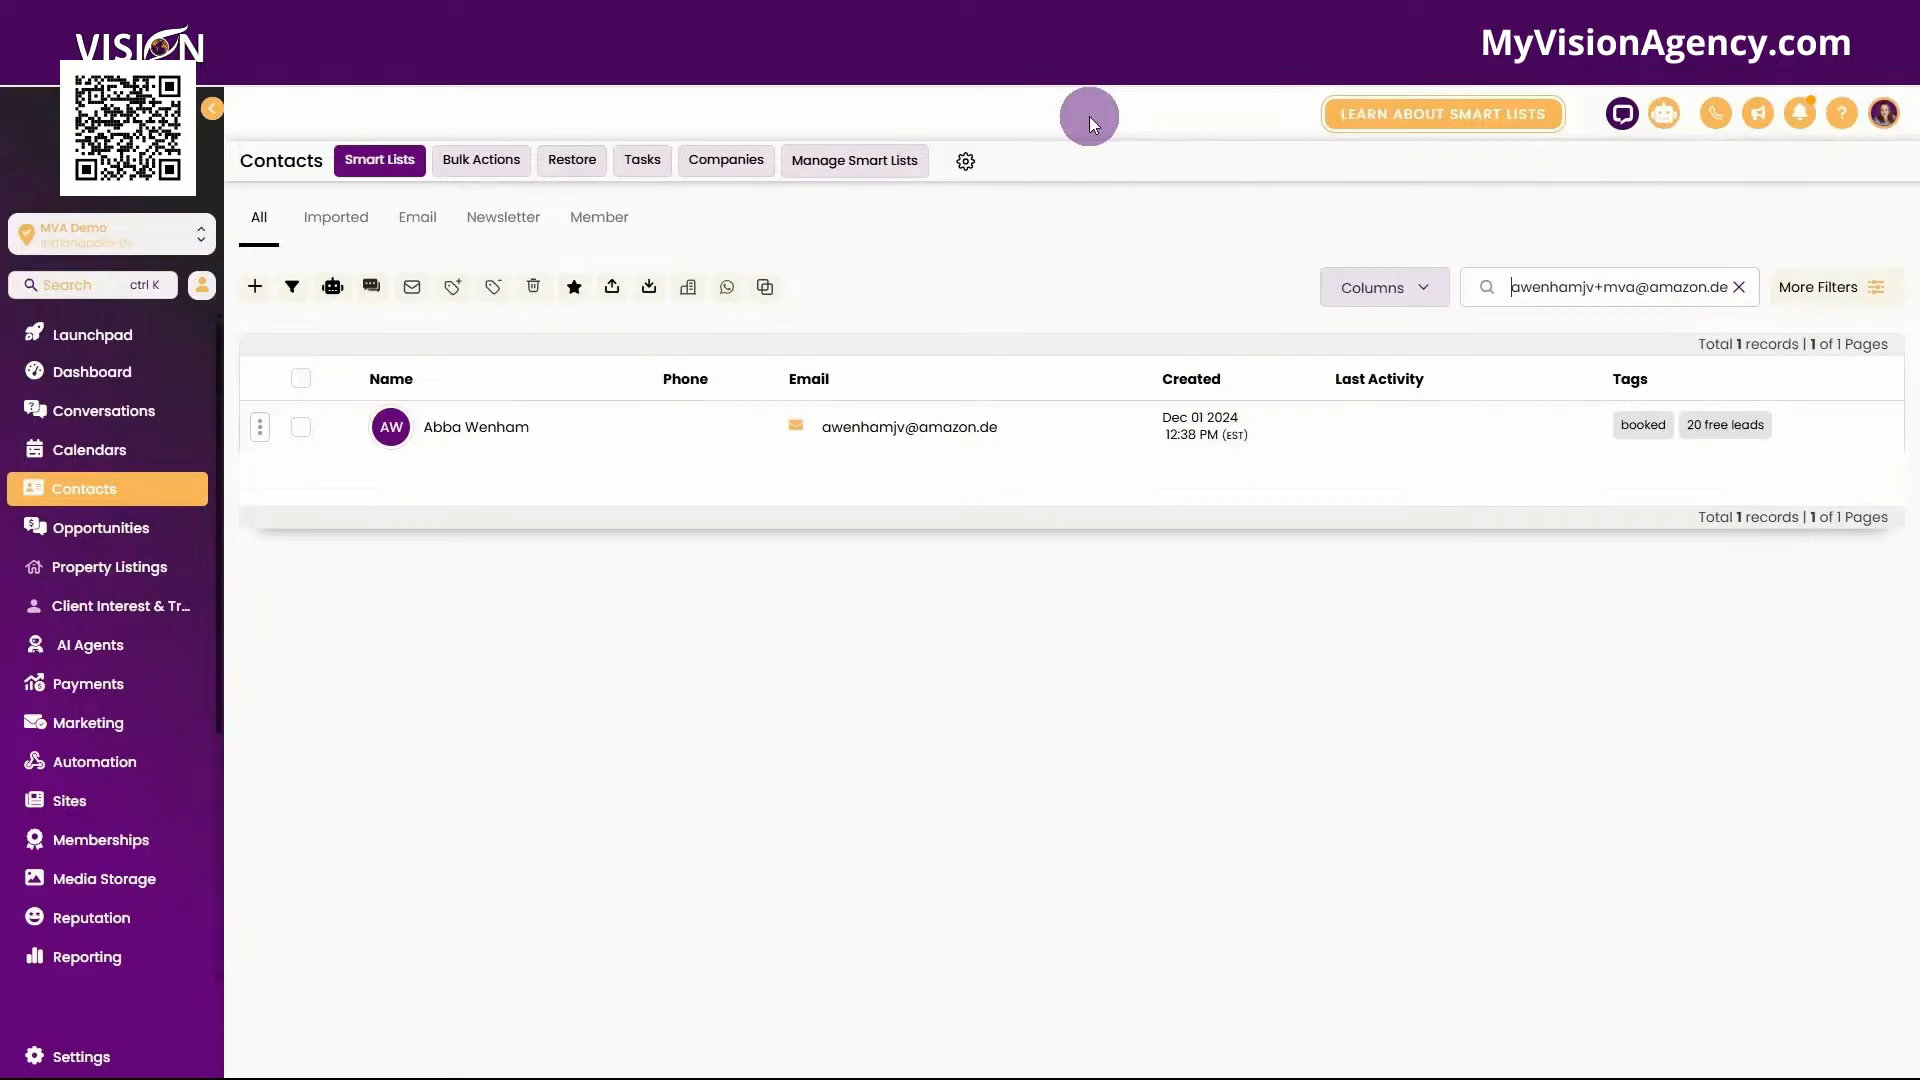 VISION
MyVisionAgency.com
LEARN ABOUT SMART LISTS
?
Contacts
Smart Lists
Bulk Actions
Restore
Tasks
Companies
Manage Smart Lists
All
Imported
Email
Newsletter
Member
MVA Demo
Indianapolis, IN
Search
ctrl K
Columns
awenhamjv+mva@amazon.de
More Filters
Total 1 records | 1 of 1 Pages
Name
Phone
Email
Created
Last Activity
Tags
AW
Abba Wenham
awenhamjv@amazon.de
Dec 01 2024
12:38 PM (EST)
booked
20 free leads
Total 1 records | 1 of 1 Pages
Launchpad
Dashboard
Conversations
Calendars
Contacts
Opportunities
Property Listings
Client Interest & Tr...
AI Agents
Payments
Marketing
Automation
Sites
Memberships
Media Storage
Reputation
Reporting
Settings